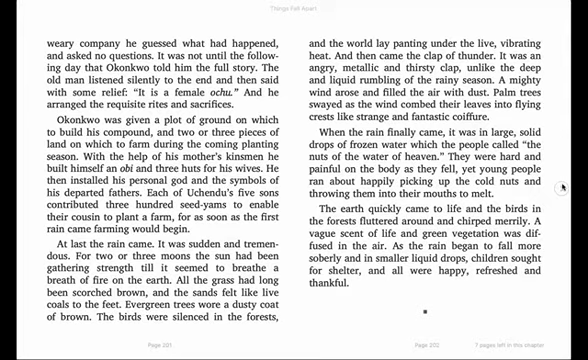 Things Fall Apart
weary company he guessed what had happened,
and asked no questions. It was not until the follow-
ing day that Okonkwo told him the full story. The
old man listened silently to the end and then said
with some relief: "It is a female ochu." And he
arranged the requisite rites and sacrifices.
Okonkwo was given a plot of ground on which
to build his compound, and two or three pieces of
land on which to farm during the coming planting
season. With the help of his mother's kinsmen he
built himself an obi and three huts for his wives. He
then installed his personal god and the symbols of
his departed fathers. Each of Uchendu's five sons
contributed three hundred seed-yams to enable
their cousin to plant a farm, for as soon as the first
rain came farming would begin.
At last the rain came. It was sudden and tremen-
dous. For two or three moons the sun had been
gathering strength till it seemed to breathe a
breath of fire on the earth. All the grass had long
been scorched brown, and the sands felt like live
coals to the feet. Evergreen trees wore a dusty coat
of brown. The birds were silenced in the forests,
and the world lay panting under the live, vibrating
heat. And then came the clap of thunder. It was an
angry, metallic and thirsty clap, unlike the deep
and liquid rumbling of the rainy season. A mighty
wind arose and filled the air with dust. Palm trees
swayed as the wind combed their leaves into flying
crests like strange and fantastic coiffure.
When the rain finally came, it was in large, solid
drops of frozen water which the people called "the
nuts of the water of heaven." They were hard and
painful on the body as they fell, yet young people
ran about happily picking up the cold nuts and
throwing them into their mouths to melt.
The earth quickly came to life and the birds in
the forests fluttered around and chirped merrily. A
vague scent of life and green vegetation was dif-
fused in the air. As the rain began to fall more
soberly and in smaller liquid drops, children sought
for shelter, and all were happy, refreshed and
thankful.
Page 201
Page 202
7 pages left in this chapter